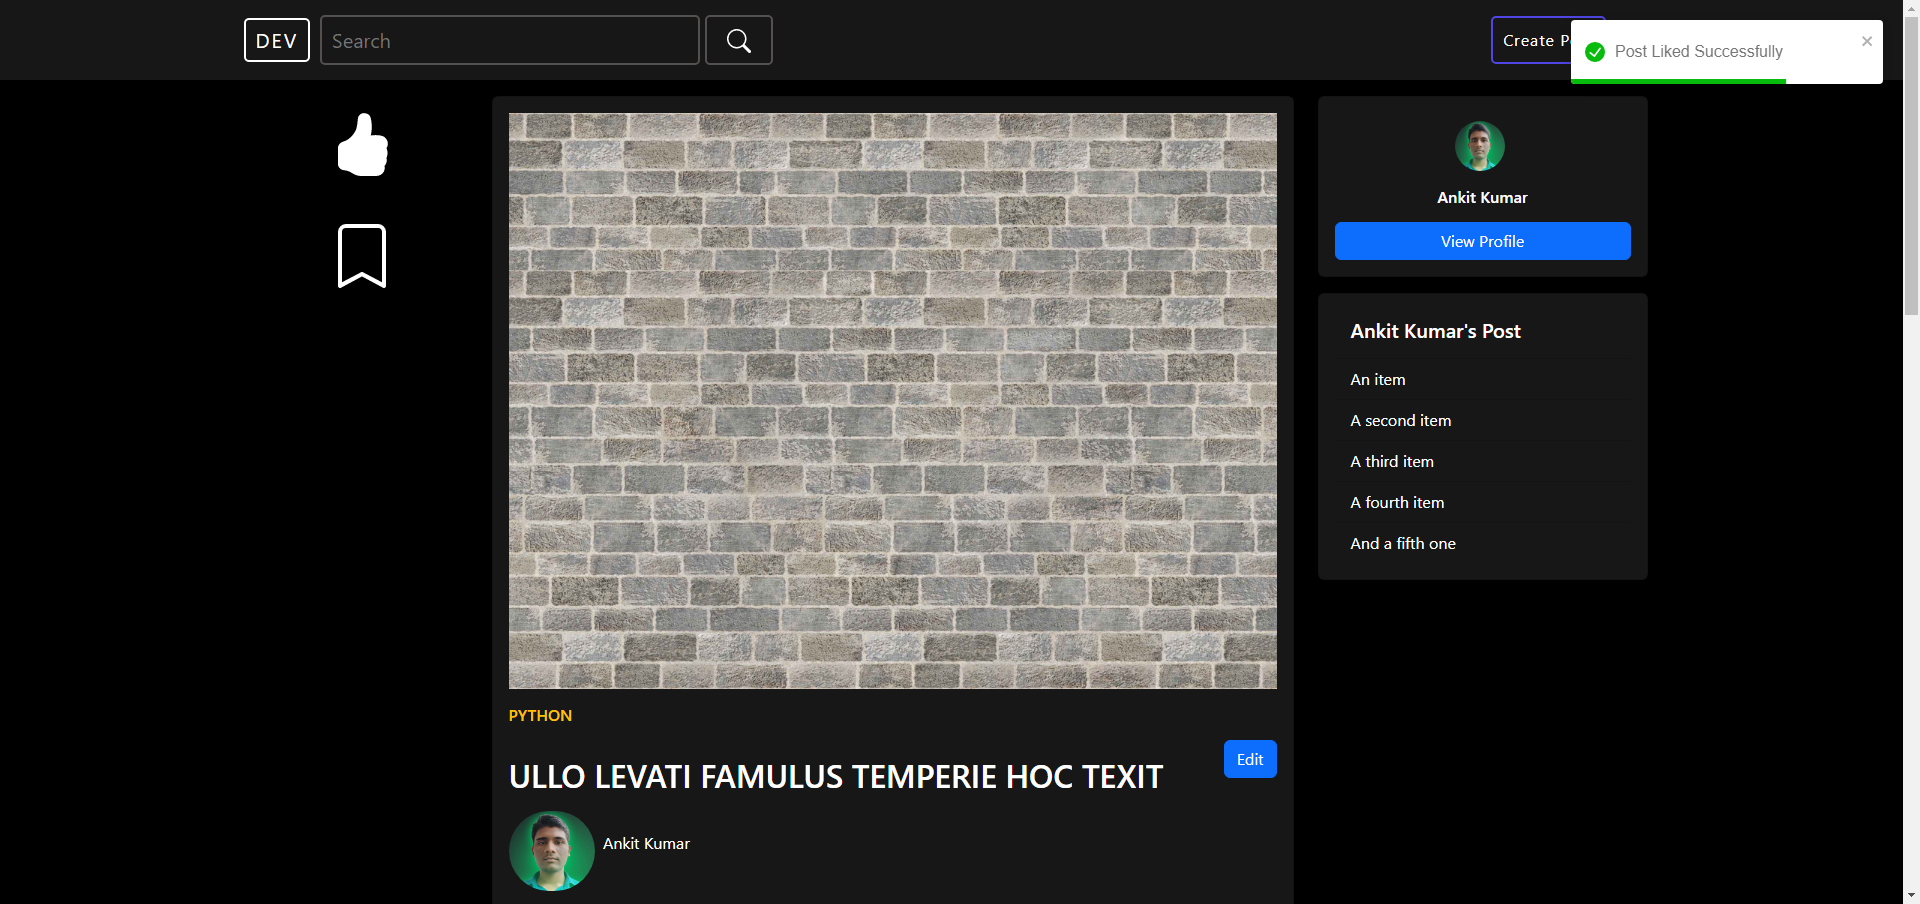 DEV
Search
Create P
Post Liked Successfully
Ankit Kumar
View Profile
Ankit Kumar's Post
An item
A second item
A third item
A fourth item
And a fifth one
PYTHON
Edit
ULLO LEVATI FAMULUS TEMPERIE HOC TEXIT
Ankit Kumar